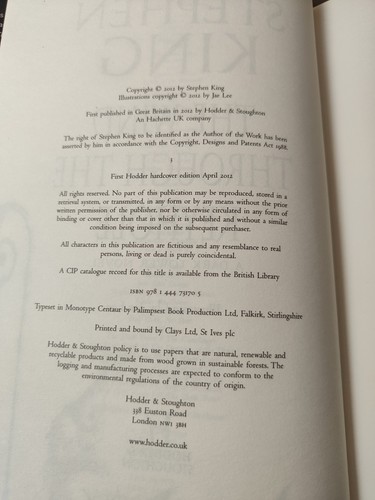 STEPHEN
KING
Copyright © 2012 by Stephen King
Illustrations copyright © 2012 by Jae Lee
First published in Great Britain in 2012 by Hodder & Stoughton
An Hachette UK company
The right of Stephen King to be identified as the Author of the Work has been
asserted by him in accordance with the Copyright, Designs and Patents Act 1988.
1
First Hodder hardcover edition April 2012
All rights reserved. No part of this publication may be reproduced, stored in a
retrieval system, or transmitted, in any form or by any means without the prior
written permission of the publisher, nor be otherwise circulated in any form of
binding or cover other than that in which it is published and without a similar
condition being imposed on the subsequent purchaser.
All characters in this publication are fictitious and any resemblance to real
persons, living or dead is purely coincidental.
A CIP catalogue record for this title is available from the British Library
ISBN 978 1 444 73170 5
Typeset in Monotype Centaur by Palimpsest Book Production Ltd, Falkirk, Stirlingshire
Printed and bound by Clays Ltd, St Ives plc
Hodder & Stoughton policy is to use papers that are natural, renewable and
recyclable products and made from wood grown in sustainable forests. The
logging and manufacturing processes are expected to conform to the
environmental regulations of the country of origin.
Hodder & Stoughton
338 Euston Road
London NW1 3BH
www.hodder.co.uk